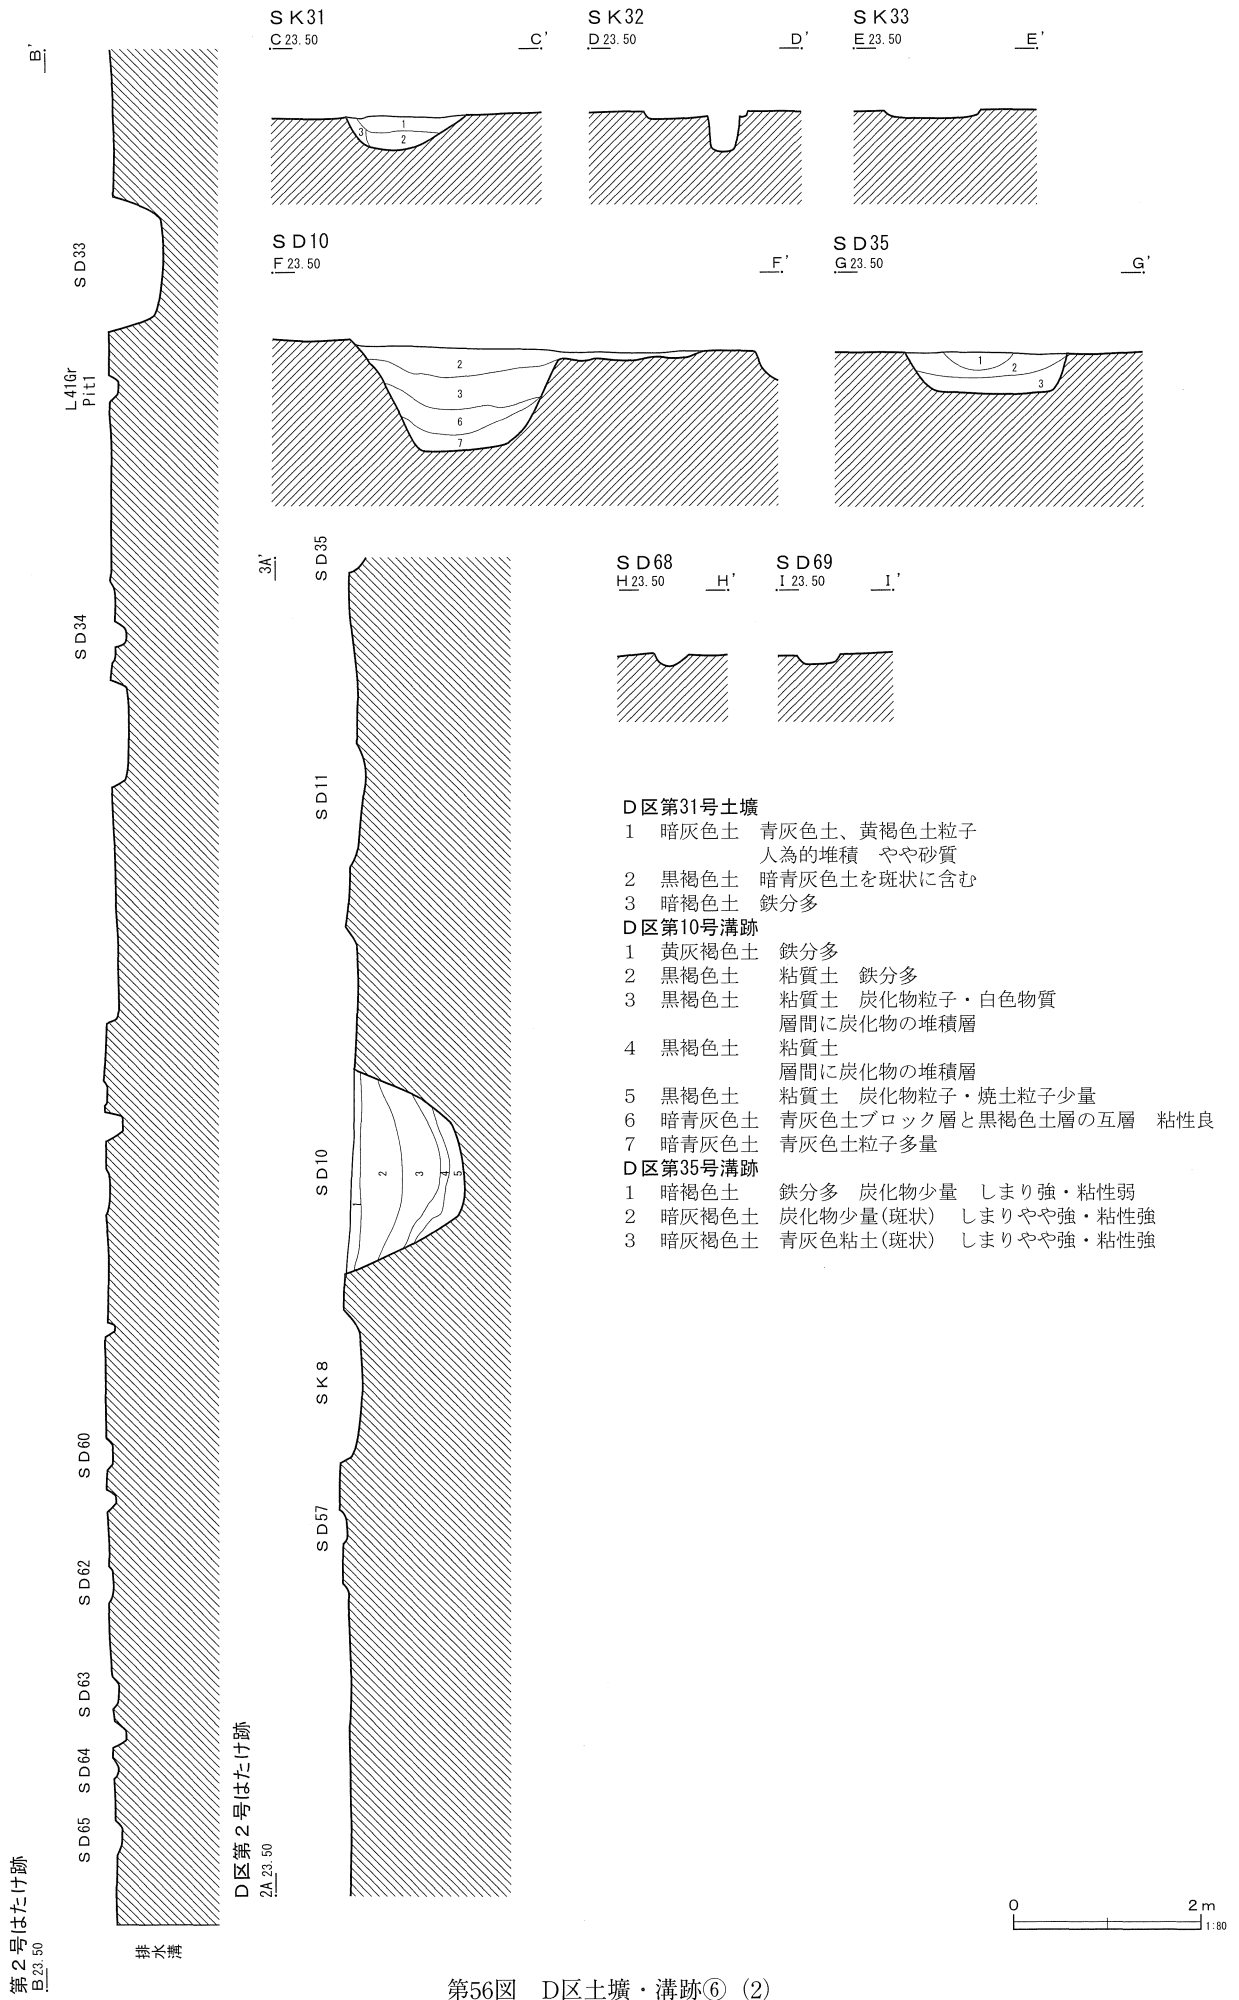 SK31
C 23.50 C'
SK32
D 23.50 D'
SK33
E 23.50 E'
1
2
3
SD10
F 23.50 F'
SD35
G 23.50 G'
2
3
6
7
1
2
3
SD68
H 23.50 H'
SD69
I 23.50 I'
B'
SD33
L41Gr
Pit1
SD34
SD60
SD62
SD63
SD64
SD65
第2号はたけ跡
B 23.50
排水溝
3A'
SD35
SD11
SD10
1
2
3
4
5
SK8
SD57
D区第2号はたけ跡
2A 23.50
D区第31号土壙
1 暗灰色土 青灰色土、黄褐色土粒子
人為的堆積 やや砂質
2 黒褐色土 暗青灰色土を斑状に含む
3 暗褐色土 鉄分多
D区第10号溝跡
1 黄灰褐色土 鉄分多
2 黒褐色土 粘質土 鉄分多
3 黒褐色土 粘質土 炭化物粒子・白色物質
層間に炭化物の堆積層
4 黒褐色土 粘質土
層間に炭化物の堆積層
5 黒褐色土 粘質土 炭化物粒子・焼土粒子少量
6 暗青灰色土 青灰色土ブロック層と黒褐色土層の互層 粘性良
7 暗青灰色土 青灰色土粒子多量
D区第35号溝跡
1 暗褐色土 鉄分多 炭化物少量 しまり強・粘性弱
2 暗灰褐色土 炭化物少量(斑状) しまりやや強・粘性強
3 暗灰褐色土 青灰色粘土(斑状) しまりやや強・粘性強
0 2m
1:80
第56図 D区土壙・溝跡⑥ (2)